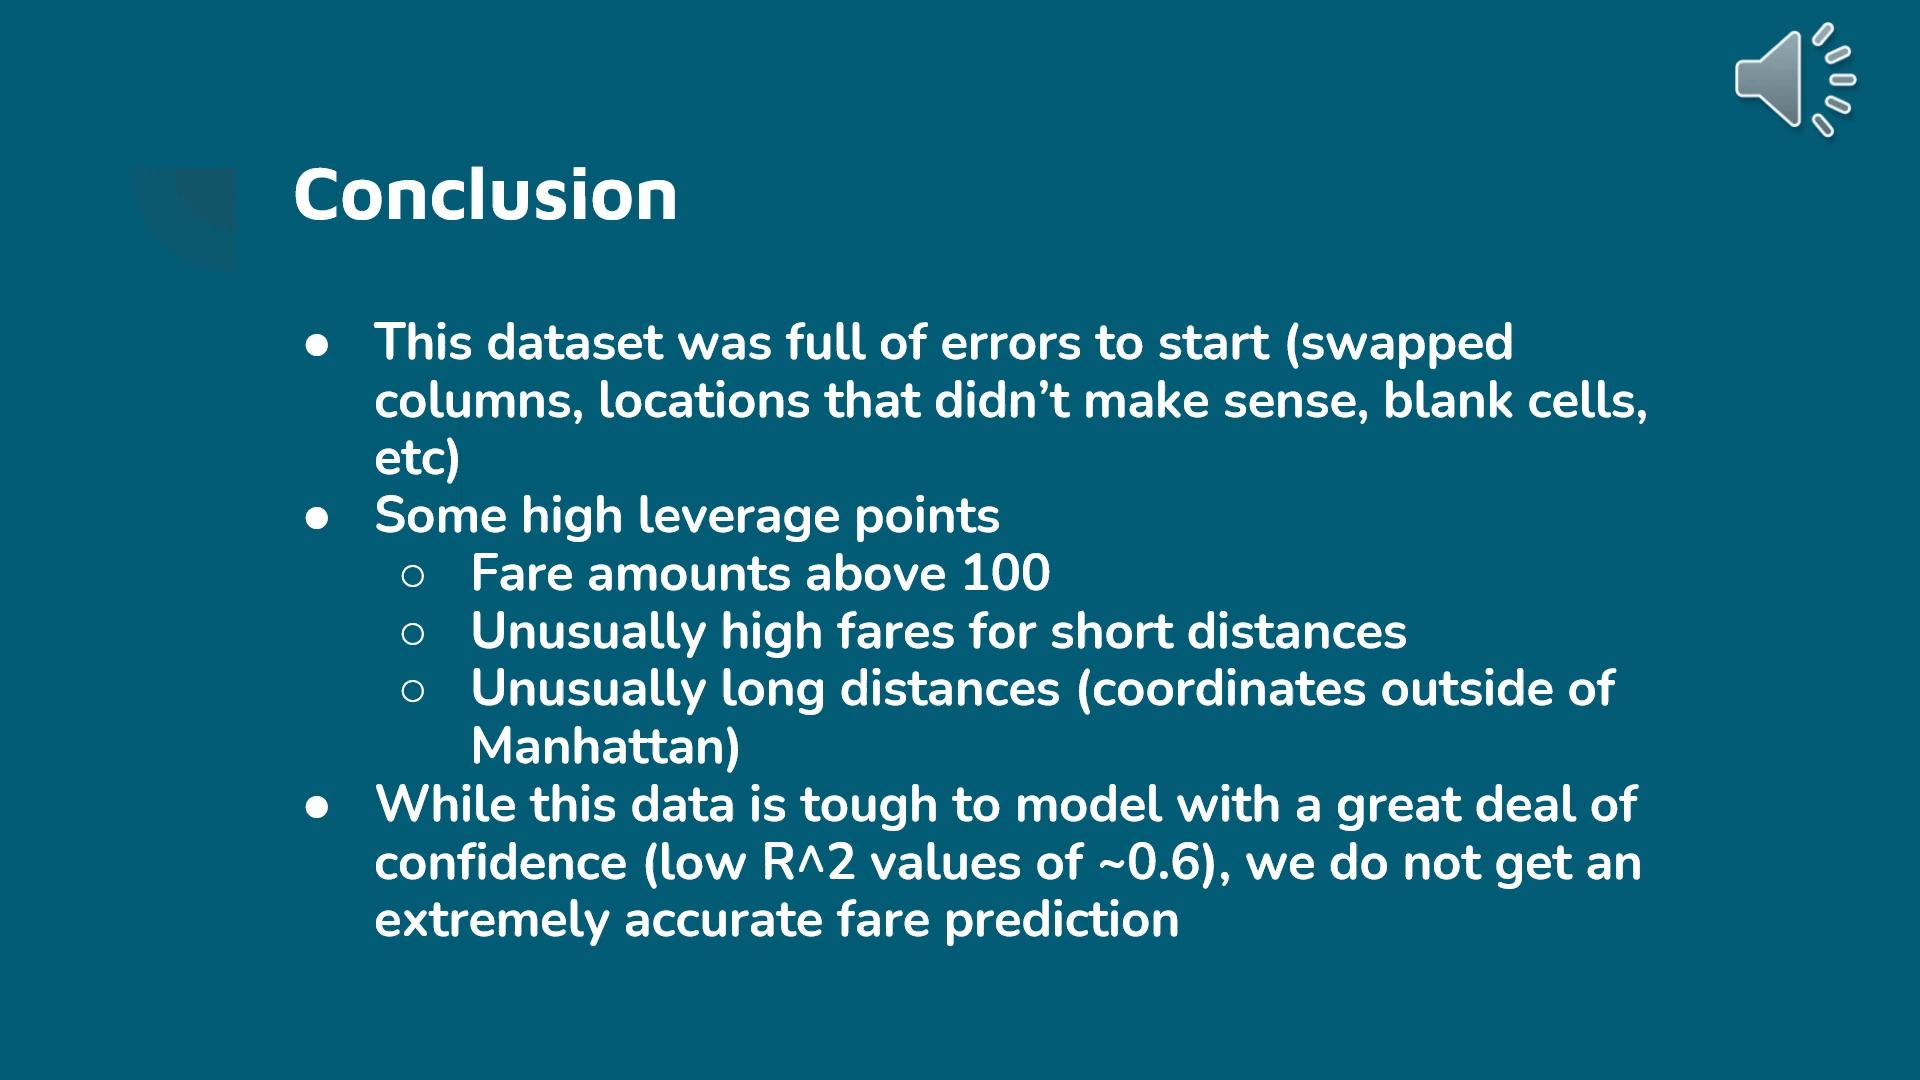 Conclusion
● This dataset was full of errors to start (swapped
columns, locations that didn’t make sense, blank cells,
etc)
● Some high leverage points
○ Fare amounts above 100
○ Unusually high fares for short distances
○ Unusually long distances (coordinates outside of
Manhattan)
● While this data is tough to model with a great deal of
confidence (low R^2 values of ~0.6), we do not get an
extremely accurate fare prediction